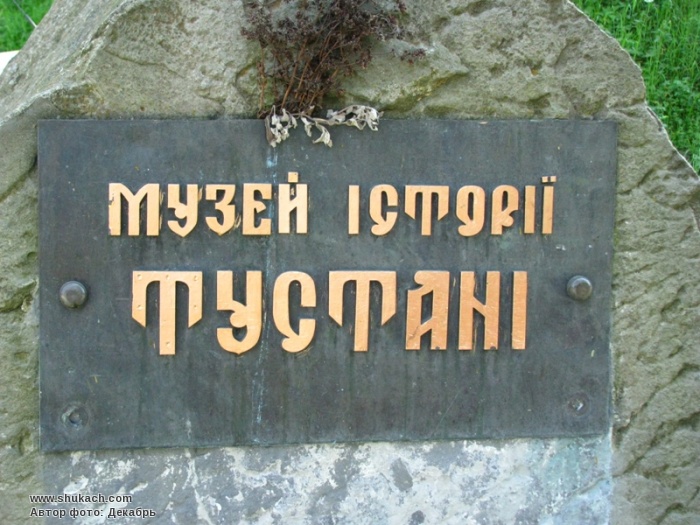 МУЗЕЙ ІСТОРІЇ
ТУСТАНІ
www.shukach.com
Автор фото: Декабрь